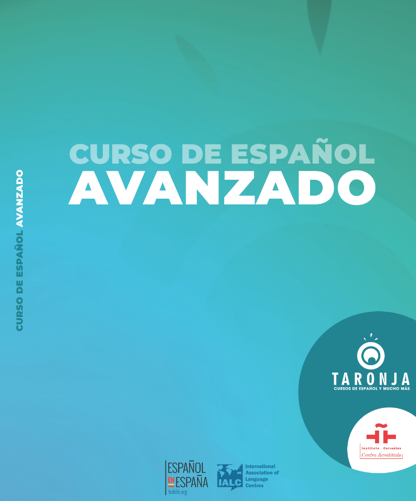 CURSO DE ESPAÑOL
AVANZADO
CURSO DE ESPAÑOL AVANZADO
TARONJA
CURSOS DE ESPAÑOL Y MUCHO MÁS
Instituto Cervantes
Centro Acreditado
ESPAÑOL
EN ESPAÑA
fedele.org
IALC
International
Association of
Language
Centres